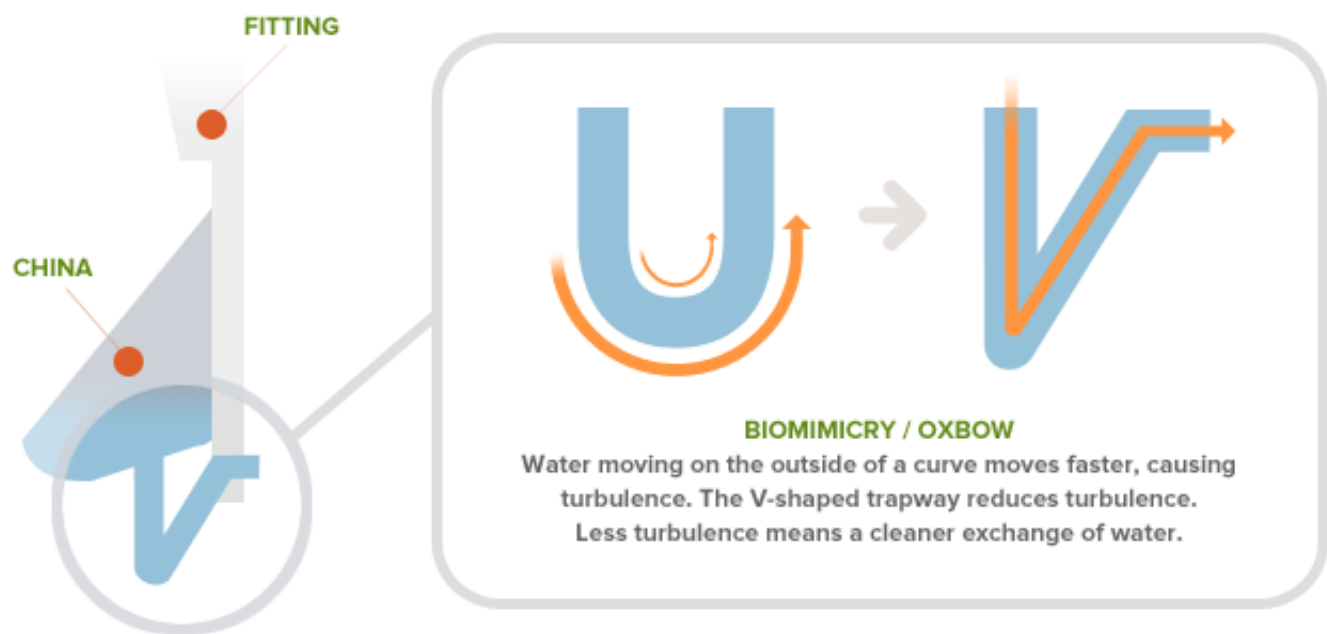 FITTING
CHINA
BIOMIMICRY / OXBOW
Water moving on the outside of a curve moves faster, causing
turbulence. The V-shaped trapway reduces turbulence.
Less turbulence means a cleaner exchange of water.